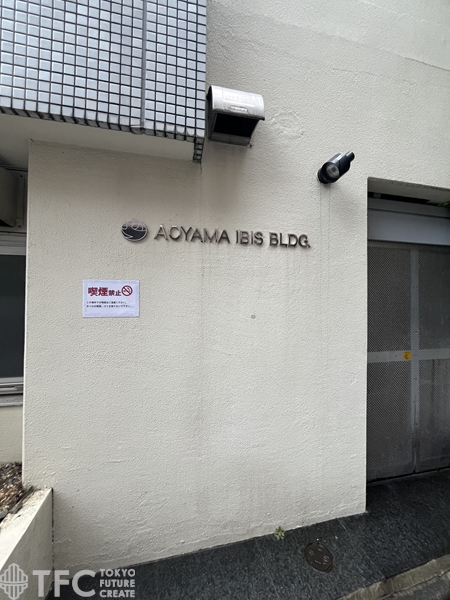 AOYAMA IBIS BLDG.
喫煙禁止
TFC TOKYO
FUTURE
CREATE